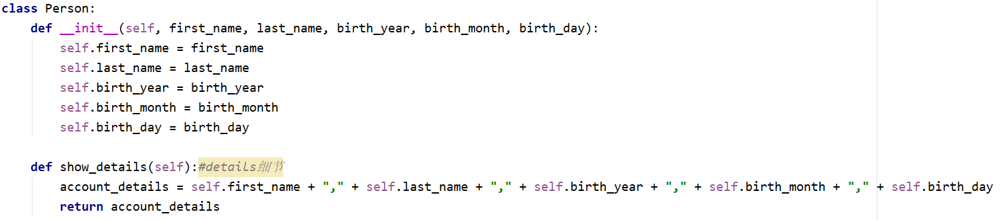 class Person:
    def __init__(self, first_name, last_name, birth_year, birth_month, birth_day):
        self.first_name = first_name
        self.last_name = last_name
        self.birth_year = birth_year
        self.birth_month = birth_month
        self.birth_day = birth_day
    def show_details(self):#details细节
        account_details = self.first_name + "," + self.last_name + "," + self.birth_year + "," + self.birth_month + "," + self.birth_day
        return account_details